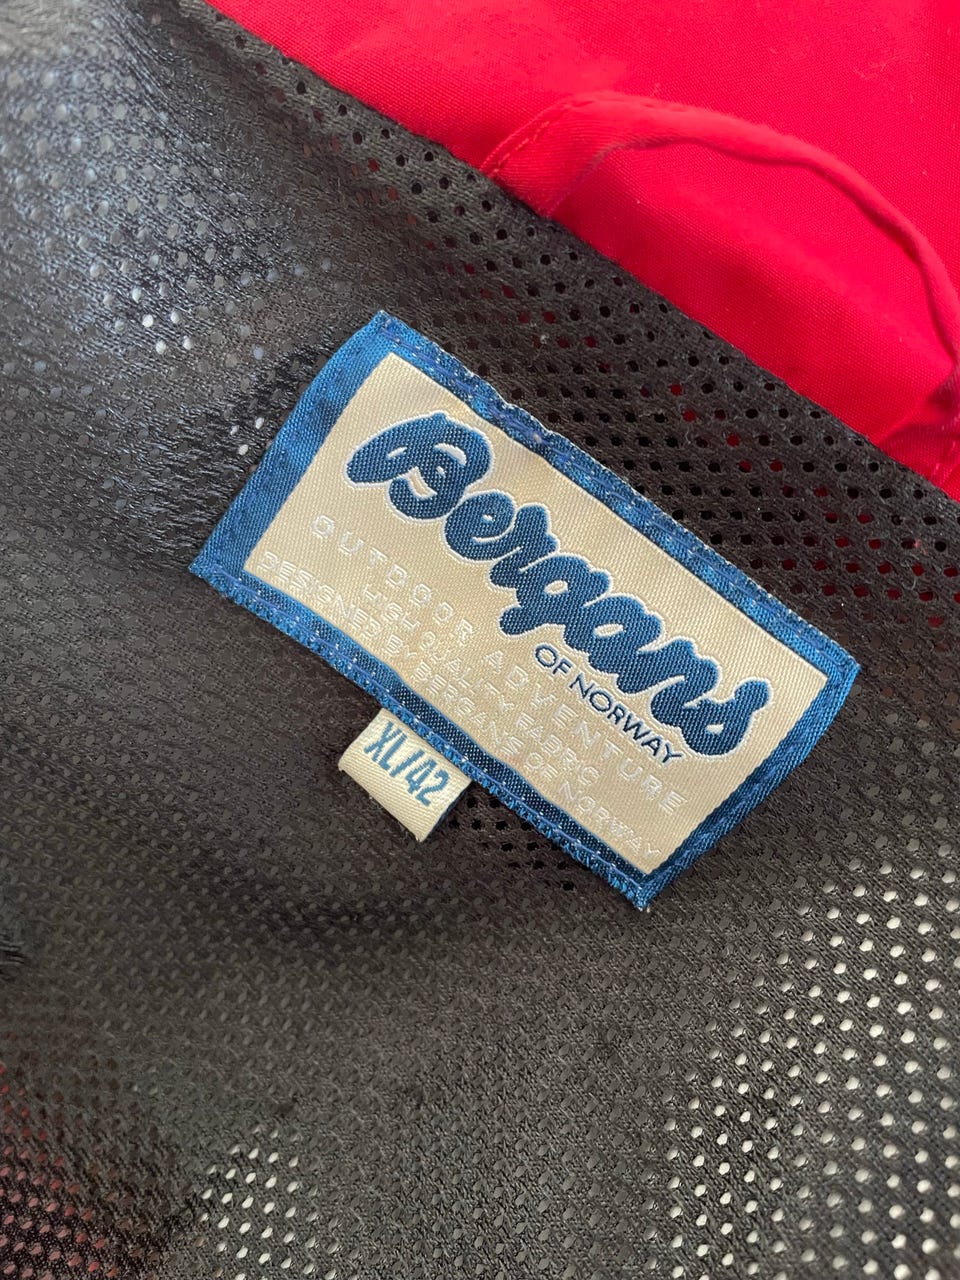 Bergans
OF NORWAY
OUTDOOR ADVENTURE
HIGH QUALITY FABRIC
DESIGNED BY BERGANS OF NORWAY
XL/42